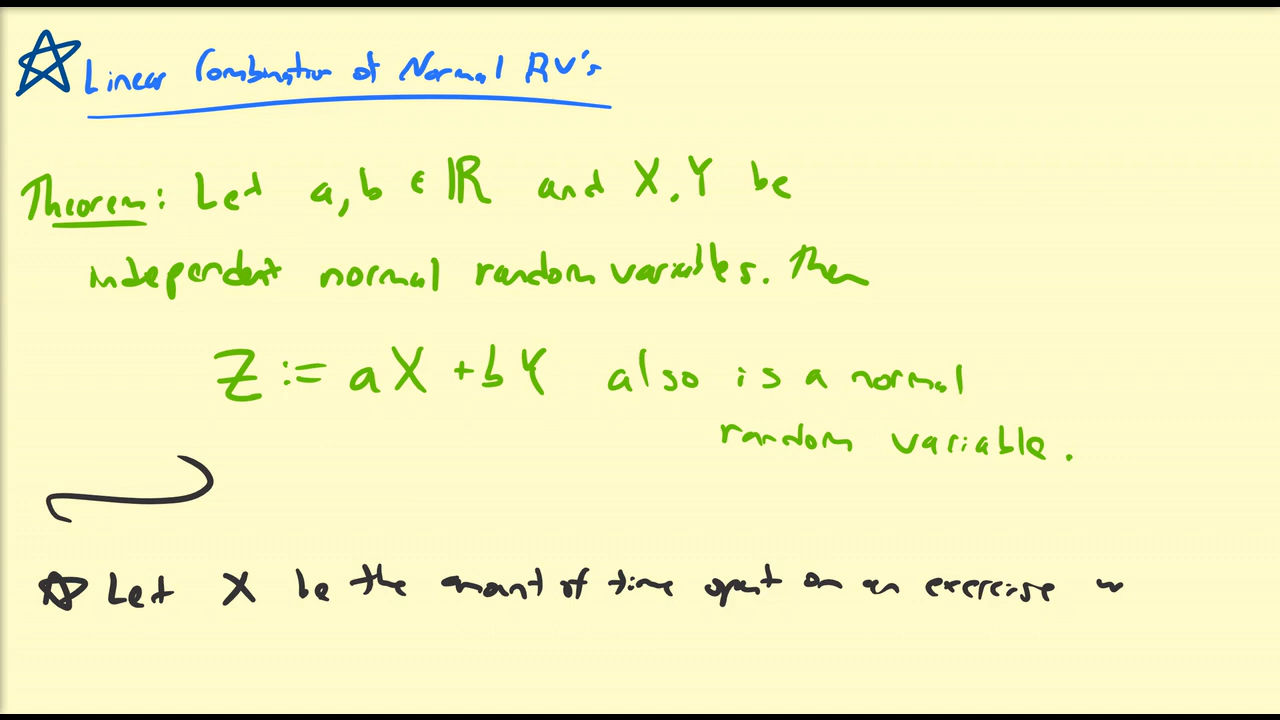 Linear Combination of Normal RV's
Theorem: Let a, b ∈ ℝ and X, Y be
independent normal random variables. Then
Z := aX + bY also is a normal
random variable.
Let X be the amount of time spent on an exercise